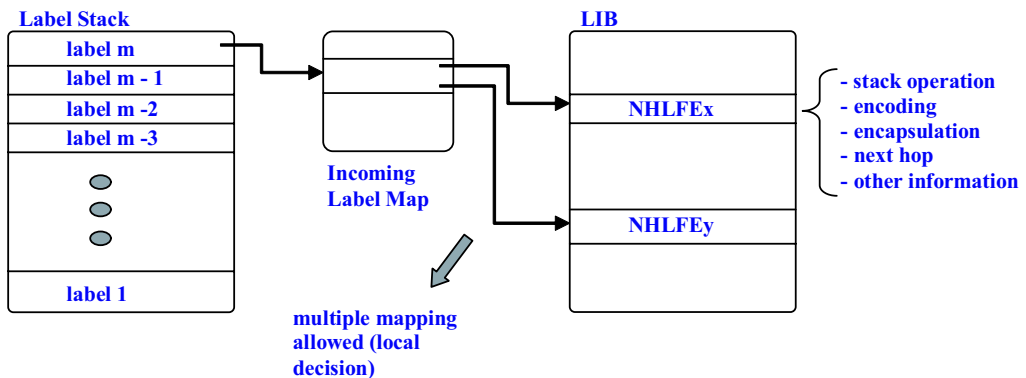 Label Stack
label m
label m - 1
label m -2
label m -3
label 1
Incoming
Label Map
multiple mapping
allowed (local
decision)
LIB
NHLFEx
NHLFEy
- stack operation
- encoding
- encapsulation
- next hop
- other information